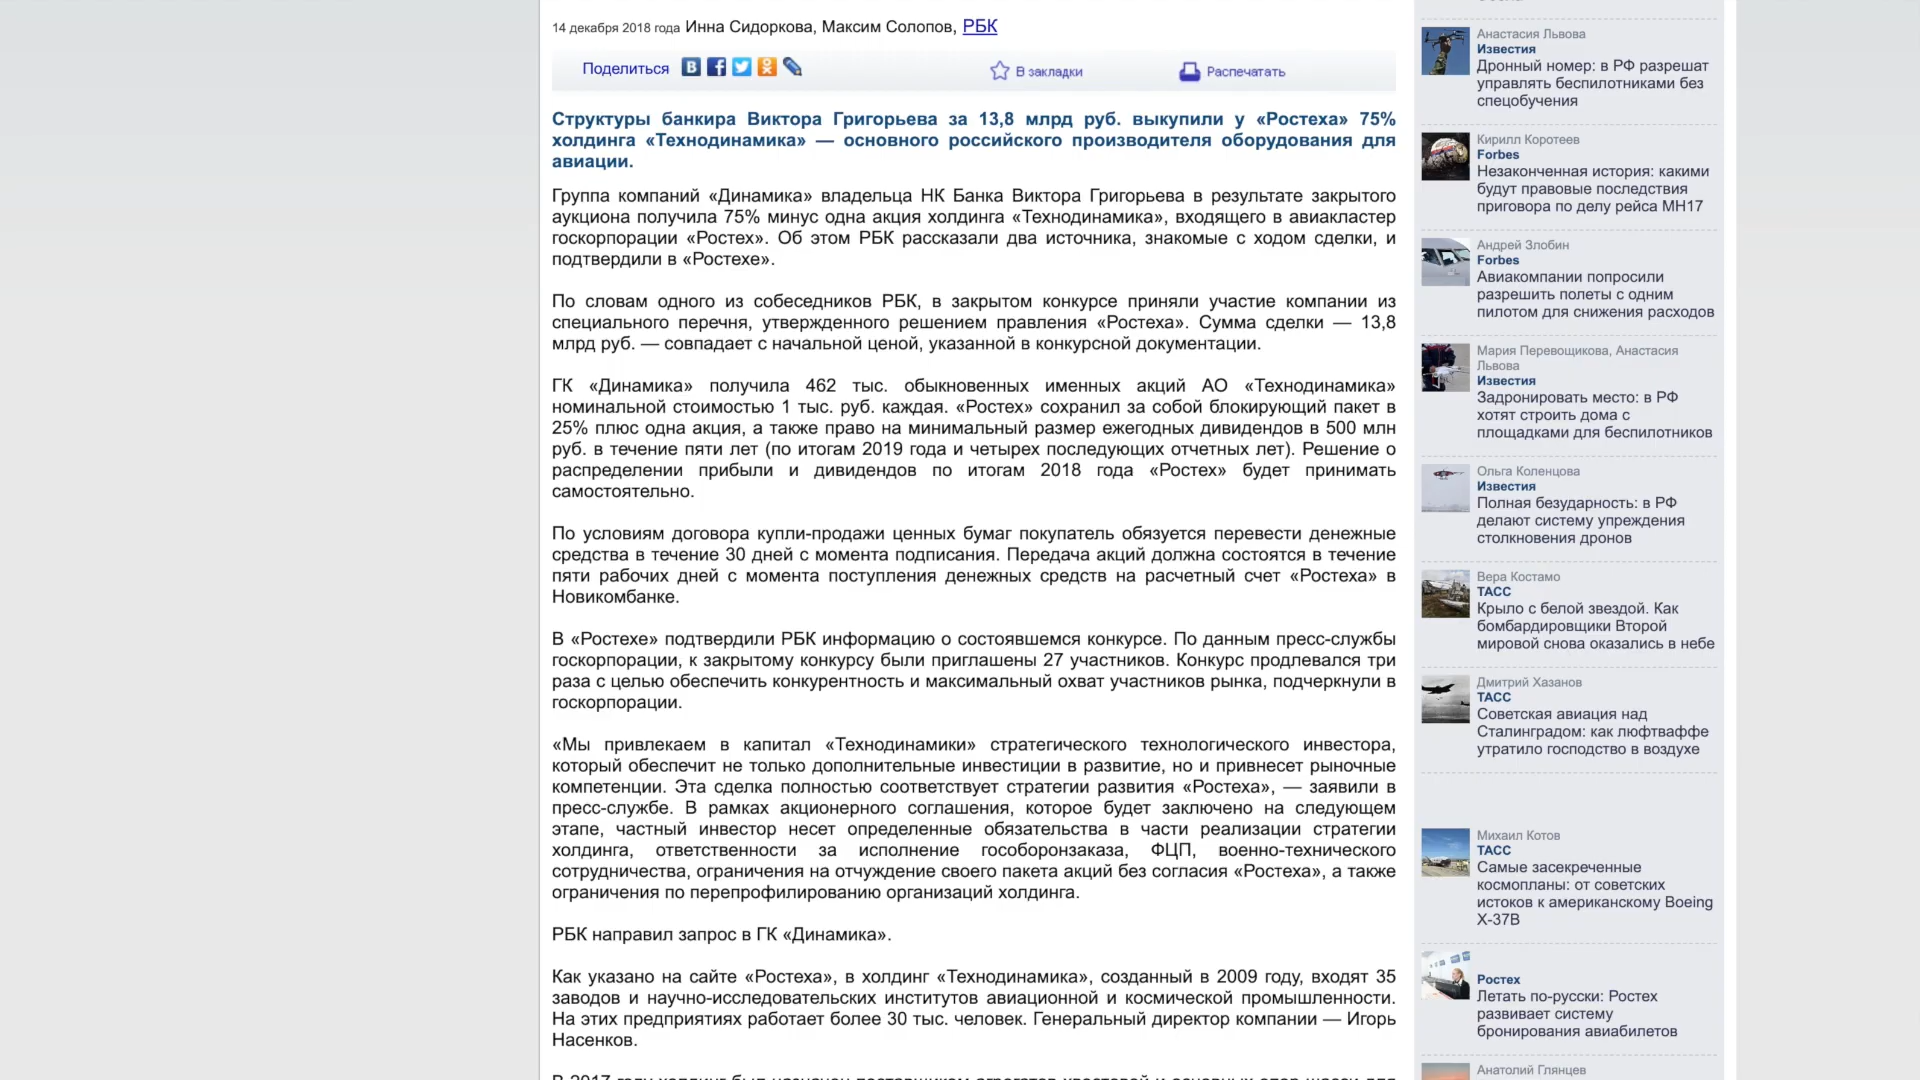 14 декабря 2018 года Инна Сидоркова, Максим Солопов, РБК
Поделиться
В закладки
Распечатать
Структуры банкира Виктора Григорьева за 13,8 млрд руб. выкупили у «Ростеха» 75%
холдинга «Технодинамика» — основного российского производителя оборудования для
авиации.
Группа компаний «Динамика» владельца НК Банка Виктора Григорьева в результате закрытого
аукциона получила 75% минус одна акция холдинга «Технодинамика», входящего в авиакластер
госкорпорации «Ростех». Об этом РБК рассказали два источника, знакомые с ходом сделки, и
подтвердили в «Ростехе».
По словам одного из собеседников РБК, в закрытом конкурсе приняли участие компании из
специального перечня, утвержденного решением правления «Ростеха». Сумма сделки — 13,8
млрд руб. — совпадает с начальной ценой, указанной в конкурсной документации.
ГК «Динамика» получила 462 тыс. обыкновенных именных акций АО «Технодинамика»
номинальной стоимостью 1 тыс. руб. каждая. «Ростех» сохранил за собой блокирующий пакет в
25% плюс одна акция, а также право на минимальный размер ежегодных дивидендов в 500 млн
руб. в течение пяти лет (по итогам 2019 года и четырех последующих отчетных лет). Решение о
распределении прибыли и дивидендов по итогам 2018 года «Ростех» будет принимать
самостоятельно.
По условиям договора купли-продажи ценных бумаг покупатель обязуется перевести денежные
средства в течение 30 дней с момента подписания. Передача акций должна состоятся в течение
пяти рабочих дней с момента поступления денежных средств на расчетный счет «Ростеха» в
Новикомбанке.
В «Ростехе» подтвердили РБК информацию о состоявшемся конкурсе. По данным пресс-службы
госкорпорации, к закрытому конкурсу были приглашены 27 участников. Конкурс продлевался три
раза с целью обеспечить конкурентность и максимальный охват участников рынка, подчеркнули в
госкорпорации.
«Мы привлекаем в капитал «Технодинамики» стратегического технологического инвестора,
который обеспечит не только дополнительные инвестиции в развитие, но и привнесет рыночные
компетенции. Эта сделка полностью соответствует стратегии развития «Ростеха», — заявили в
пресс-службе. В рамках акционерного соглашения, которое будет заключено на следующем
этапе, частный инвестор несет определенные обязательства в части реализации стратегии
холдинга, ответственности за исполнение гособоронзаказа, ФЦП, военно-технического
сотрудничества, ограничения на отчуждение своего пакета акций без согласия «Ростеха», а также
ограничения по перепрофилированию организаций холдинга.
РБК направил запрос в ГК «Динамика».
Как указано на сайте «Ростеха», в холдинг «Технодинамика», созданный в 2009 году, входят 35
заводов и научно-исследовательских институтов авиационной и космической промышленности.
На этих предприятиях работает более 30 тыс. человек. Генеральный директор компании — Игорь
Насенков.
Анастасия Львова
Известия
Дронный номер: в РФ разрешат
управлять беспилотниками без
спецобучения
Кирилл Коротеев
Forbes
Незаконченная история: какими
будут правовые последствия
приговора по делу рейса MH17
Андрей Злобин
Forbes
Авиакомпании попросили
разрешить полеты с одним
пилотом для снижения расходов
Мария Перевощикова, Анастасия
Львова
Известия
Задронировать место: в РФ
хотят строить дома с
площадками для беспилотников
Ольга Коленцова
Известия
Полная безударность: в РФ
делают систему упреждения
столкновения дронов
Вера Костамо
ТАСС
Крыло с белой звездой. Как
бомбардировщики Второй
мировой снова оказались в небе
Дмитрий Хазанов
ТАСС
Советская авиация над
Сталинградом: как люфтваффе
утратило господство в воздухе
Михаил Котов
ТАСС
Самые засекреченные
космопланы: от советских
истоков к американскому Boeing
X-37B
Ростех
Летать по-русски: Ростех
развивает систему
бронирования авиабилетов
Анатолий Глянцев